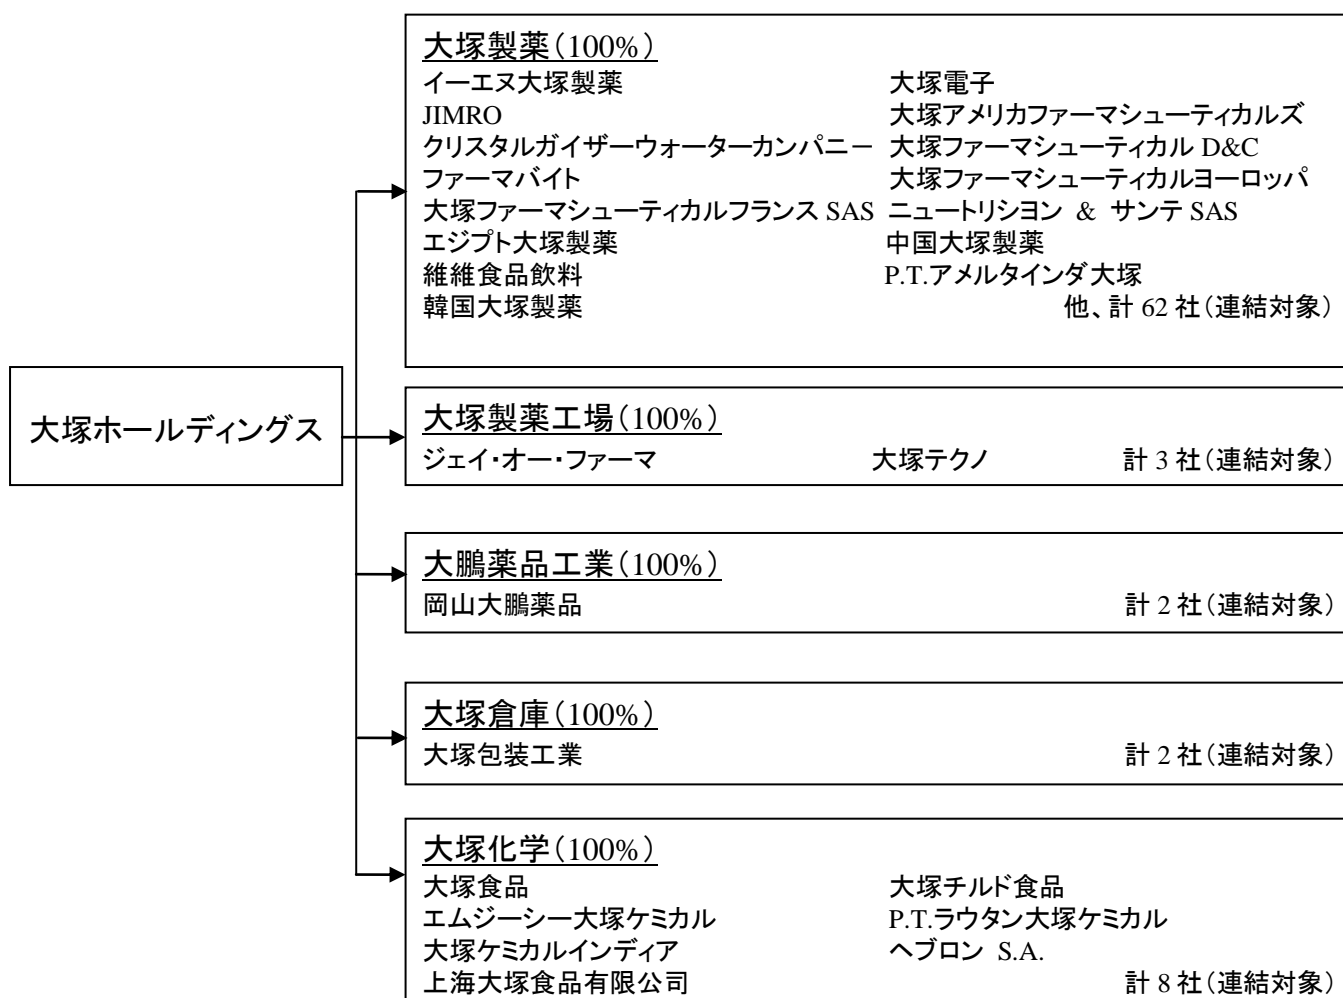 大塚製薬(100%)
イーエヌ大塚製薬 大塚電子
JIMRO 大塚アメリカファーマシューティカルズ
クリスタルガイザーウォーターカンパニー 大塚ファーマシューティカル D&C
ファーマバイト 大塚ファーマシューティカルヨーロッパ
大塚ファーマシューティカルフランス SAS ニュートリシヨン & サンテ SAS
エジプト大塚製薬 中国大塚製薬
維維食品飲料 P.T.アメルタインダ大塚
韓国大塚製薬 他、計 62 社(連結対象)
大塚ホールディングス
大塚製薬工場(100%)
ジェイ・オー・ファーマ 大塚テクノ 計 3 社(連結対象)
大鵬薬品工業(100%)
岡山大鵬薬品 計 2 社(連結対象)
大塚倉庫(100%)
大塚包装工業 計 2 社(連結対象)
大塚化学(100%)
大塚食品 大塚チルド食品
エムジーシー大塚ケミカル P.T.ラウタン大塚ケミカル
大塚ケミカルインディア ヘブロン S.A.
上海大塚食品有限公司 計 8 社(連結対象)